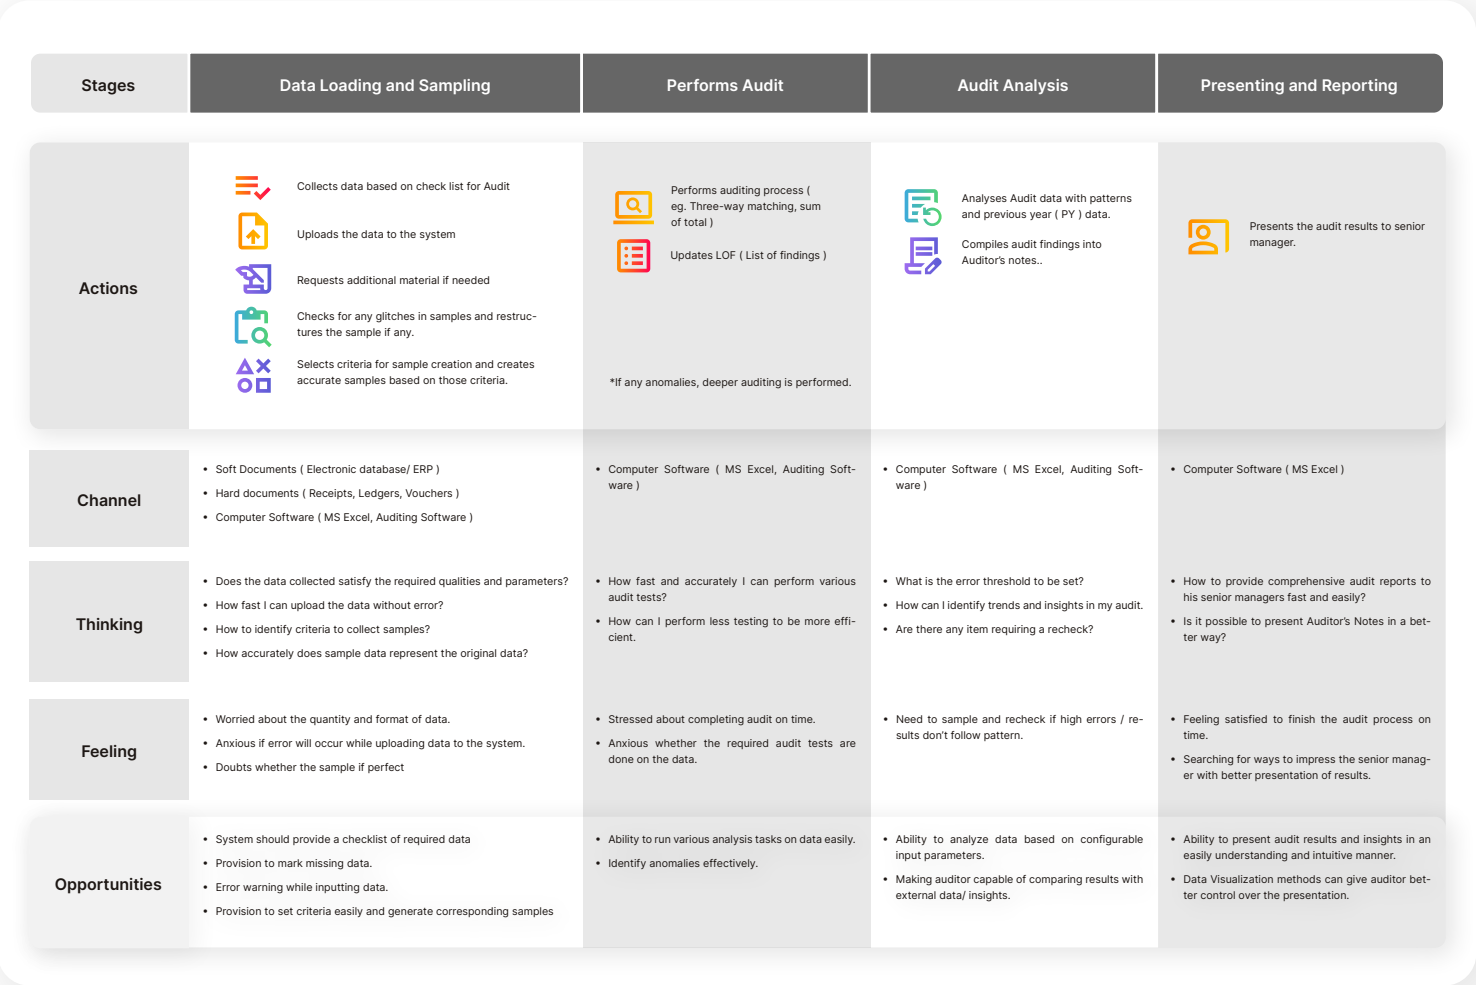 Stages
Data Loading and Sampling
Performs Audit
Audit Analysis
Presenting and Reporting
Actions
Collects data based on check list for Audit
Uploads the data to the system
Requests additional material if needed
Checks for any glitches in samples and restruc-
tures the sample if any.
Selects criteria for sample creation and creates
accurate samples based on those criteria.
Performs auditing process (
eg. Three-way matching, sum
of total )
Updates LOF ( List of findings )
*If any anomalies, deeper auditing is performed.
Analyses Audit data with patterns
and previous year ( PY ) data.
Compiles audit findings into
Auditor's notes..
Presents the audit results to senior
manager.
Channel
• Soft Documents ( Electronic database/ ERP )
• Hard documents ( Receipts, Ledgers, Vouchers )
• Computer Software ( MS Excel, Auditing Software )
• Computer Software ( MS Excel, Auditing Soft-
ware )
• Computer Software ( MS Excel, Auditing Soft-
ware )
• Computer Software ( MS Excel )
Thinking
• Does the data collected satisfy the required qualities and parameters?
• How fast I can upload the data without error?
• How to identify criteria to collect samples?
• How accurately does sample data represent the original data?
• How fast and accurately I can perform various
audit tests?
• How can I perform less testing to be more effi-
cient.
• What is the error threshold to be set?
• How can I identify trends and insights in my audit.
• Are there any item requiring a recheck?
• How to provide comprehensive audit reports to
his senior managers fast and easily?
• Is it possible to present Auditor's Notes in a bet-
ter way?
Feeling
• Worried about the quantity and format of data.
• Anxious if error will occur while uploading data to the system.
• Doubts whether the sample if perfect
• Stressed about completing audit on time.
• Anxious whether the required audit tests are
done on the data.
• Need to sample and recheck if high errors / re-
sults don't follow pattern.
• Feeling satisfied to finish the audit process on
time.
• Searching for ways to impress the senior manag-
er with better presentation of results.
Opportunities
• System should provide a checklist of required data
• Provision to mark missing data.
• Error warning while inputting data.
• Provision to set criteria easily and generate corresponding samples
• Ability to run various analysis tasks on data easily.
• Identify anomalies effectively.
• Ability to analyze data based on configurable
input parameters.
• Making auditor capable of comparing results with
external data/ insights.
• Ability to present audit results and insights in an
easily understanding and intuitive manner.
• Data Visualization methods can give auditor bet-
ter control over the presentation.